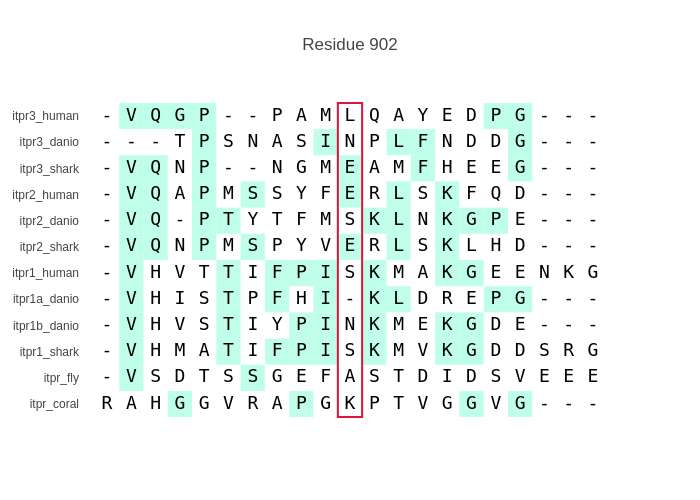 Residue 902
itpr3_human - V Q G P - - P A M L Q A Y E D P G - - -
itpr3_danio - - - T P S N A S I N P L F N D D G - - -
itpr3_shark - V Q N P - - N G M E A M F H E E G - - -
itpr2_human - V Q A P M S S Y F E R L S K F Q D - - -
itpr2_danio - V Q - P T Y T F M S K L N K G P E - - -
itpr2_shark - V Q N P M S P Y V E R L S K L H D - - -
itpr1_human - V H V T T I F P I S K M A K G E E N K G
itpr1a_danio - V H I S T P F H I - K L D R E P G - - -
itpr1b_danio - V H V S T I Y P I N K M E K G D E - - -
itpr1_shark - V H M A T I F P I S K M V K G D D S R G
itpr_fly - V S D T S S G E F A S T D I D S V E E E
itpr_coral R A H G G V R A P G K P T V G G V G - - -